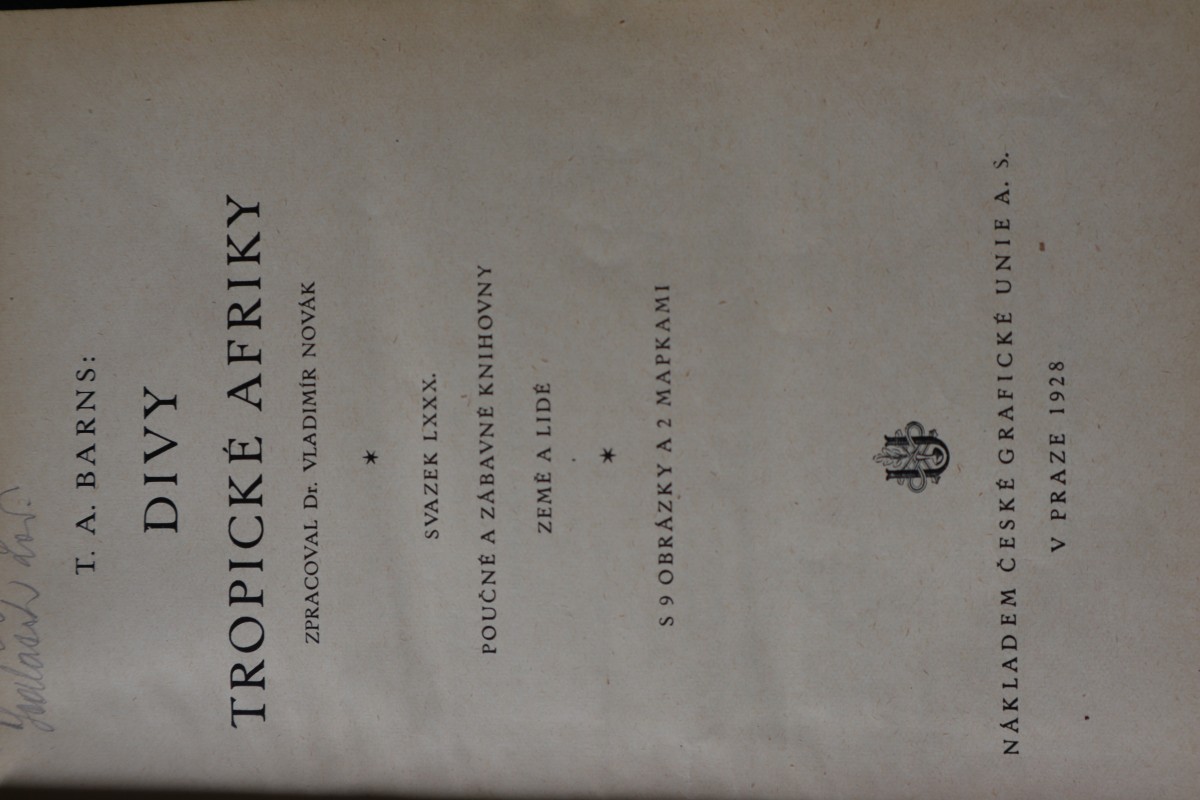 T. A. BARNS:
DIVY
TROPICKÉ AFRIKY
ZPRACOVAL Dr. VLADIMÍR NOVÁK
*
SVAZEK LXXX.
POUČNÉ A ZÁBAVNÉ KNIHOVNY
ZEMĚ A LIDÉ
*
S 9 OBRÁZKY A 2 MAPKAMI
NÁKLADEM ČESKÉ GRAFICKÉ UNIE A. S.
V PRAZE 1928